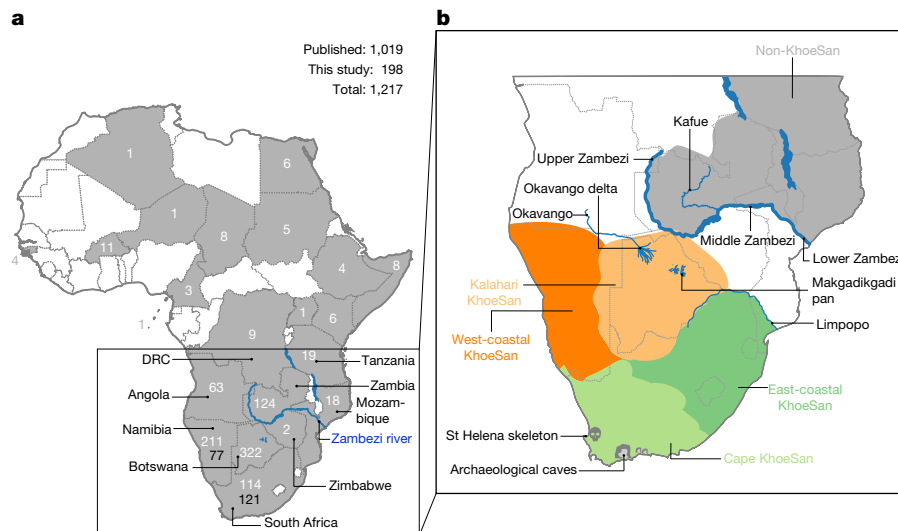 a
Published: 1,019
This study: 198
Total: 1,217
1
6
1
8
5
11
4
4
8
3
1
1
6
9
19
DRC
Tanzania
63
124
Zambia
Angola
18
Mozam-
bique
Namibia
2
Zambezi river
211
77
322
Botswana
Zimbabwe
114
121
South Africa
b
Non-KhoeSan
Kafue
Upper Zambezi
Okavango delta
Okavango
Middle Zambezi
Lower Zambez
Kalahari
KhoeSan
Makgadikgadi
pan
West-coastal
KhoeSan
Limpopo
East-coastal
KhoeSan
St Helena skeleton
Archaeological caves
Cape KhoeSan